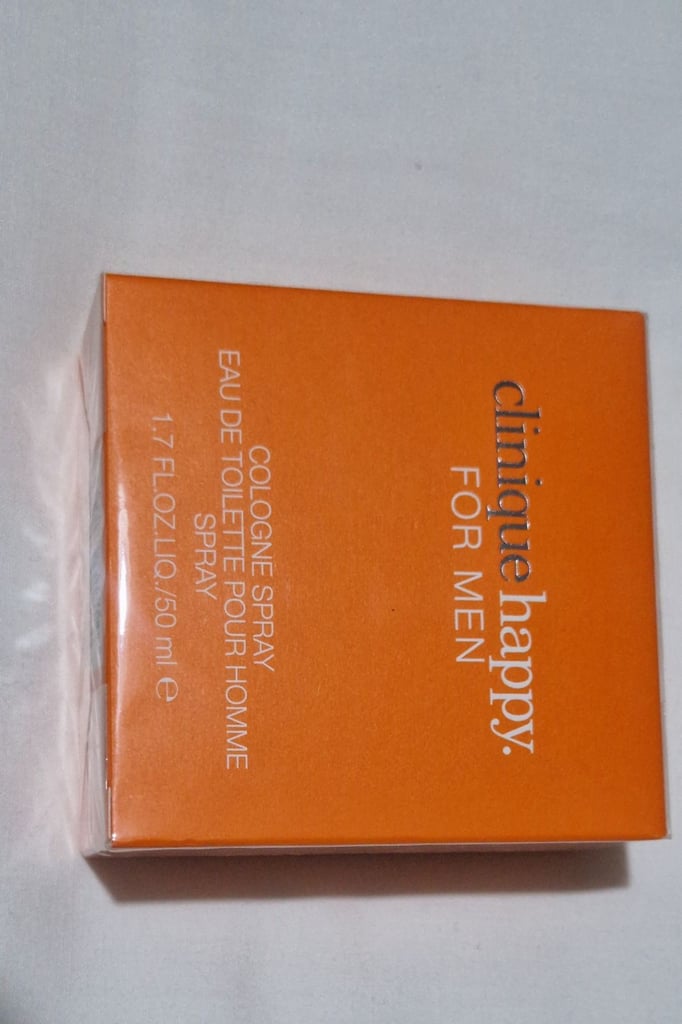 clinique happy.
FOR MEN
COLOGNE SPRAY
EAU DE TOILETTE POUR HOMME
SPRAY
1.7 FL.OZ.LIQ./50 ml ℮